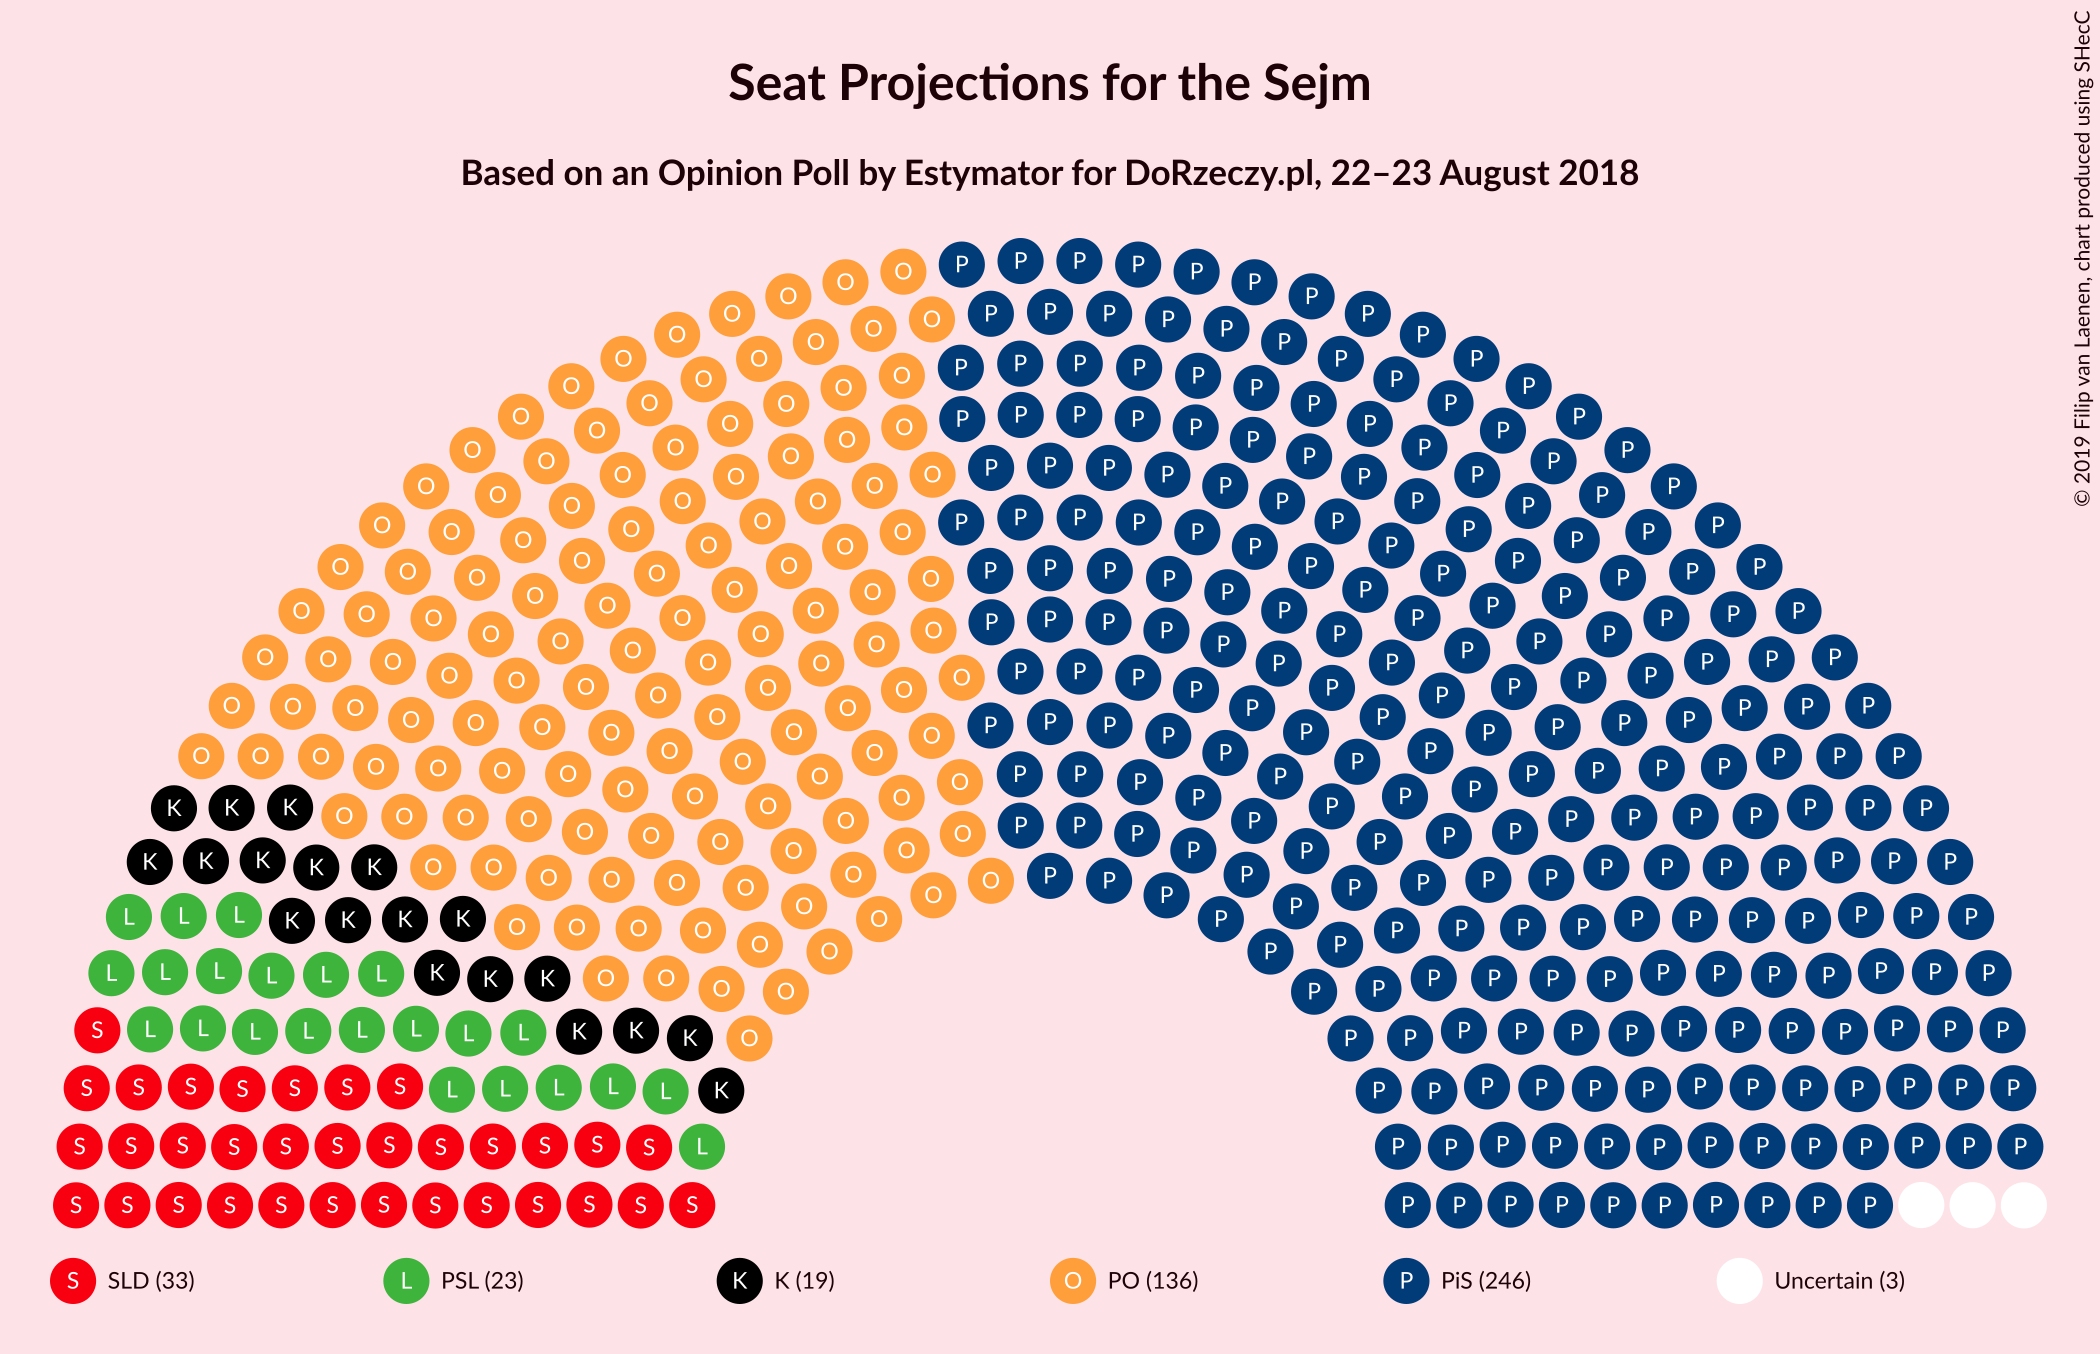 Seat Projections for the Sejm
Based on an Opinion Poll by Estymator for DoRzeczy.pl, 22–23 August 2018
© 2019 Filip van Laenen, chart produced using SHecC
S SLD (33)
L PSL (23)
K K (19)
O PO (136)
P PiS (246)
Uncertain (3)